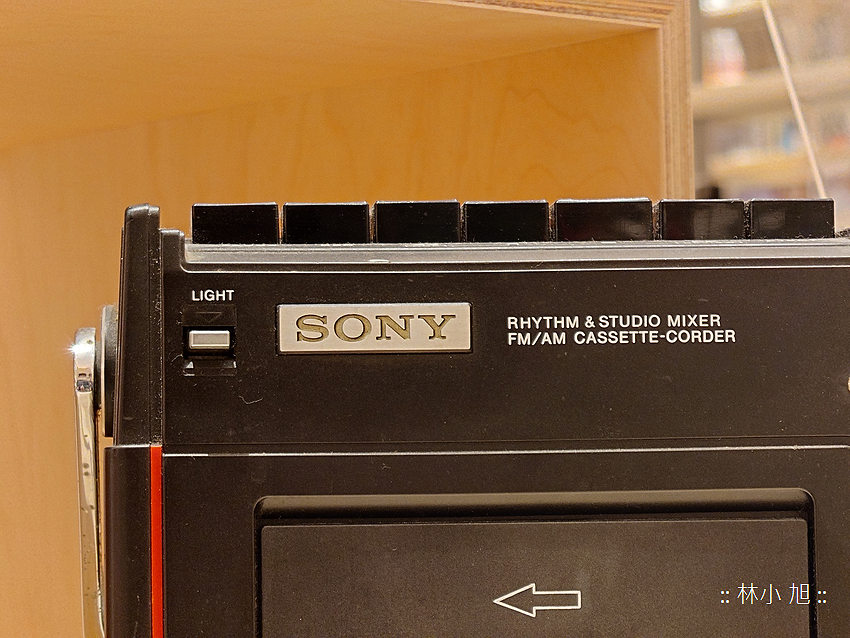 LIGHT
SONY
RHYTHM & STUDIO MIXER
FM/AM CASSETTE-CORDER
:: 林小旭 ::